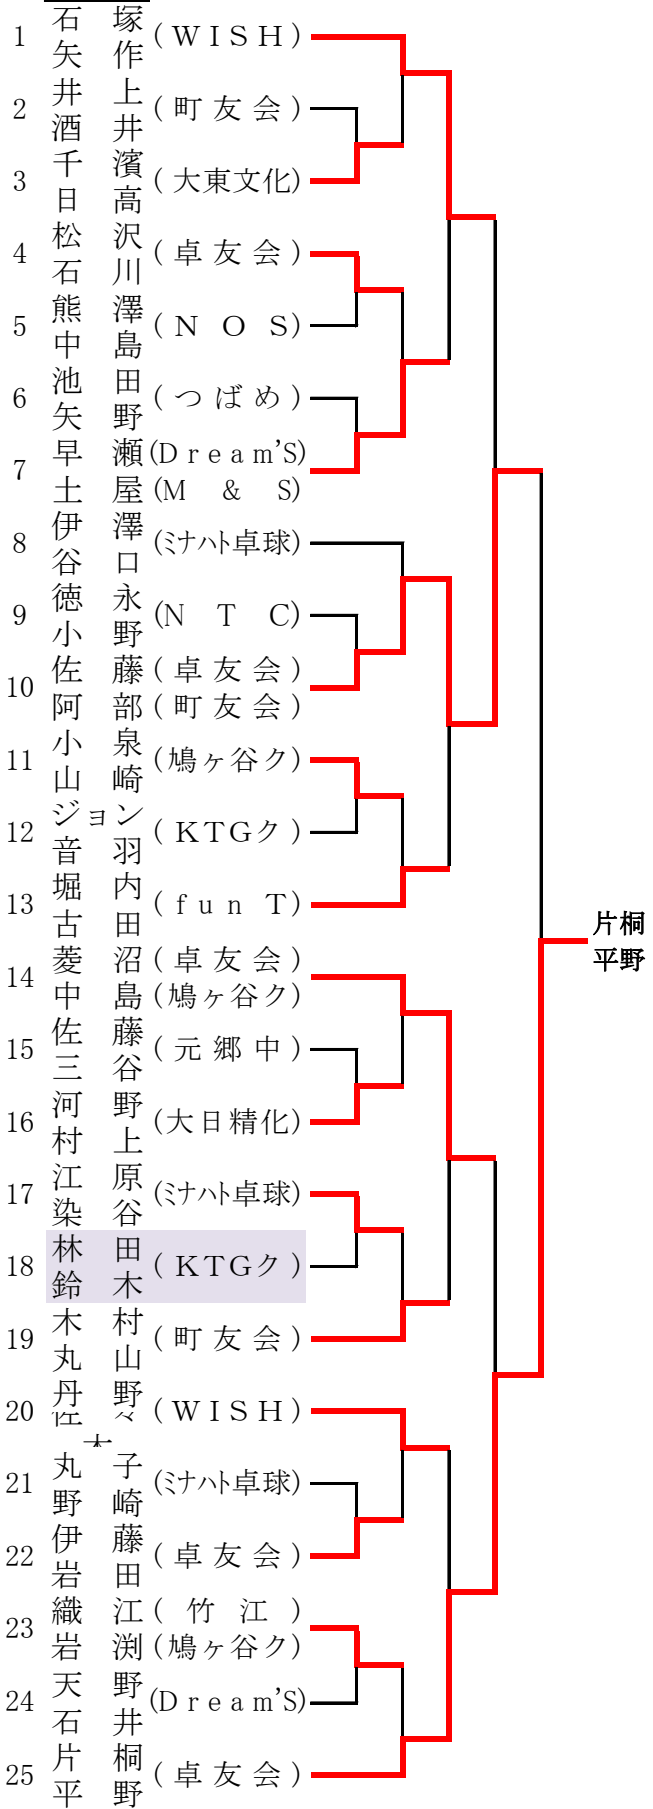 1 石塚 (WISH)
矢作
2 井上 (町友会)
酒井
3 千濱 (大東文化)
日高
4 松沢 (卓友会)
石川
5 熊澤 (NOS)
中島
6 池田 (つばめ)
矢野
7 早瀬 (Dream'S)
土屋 (M & S)
8 伊澤 (ミナハト卓球)
谷口
9 徳永 (NTC)
小野
10 佐藤 (卓友会)
阿部 (町友会)
11 小泉 (鳩ヶ谷ク)
山崎
12 ジョン (KTGク)
音羽
13 堀内 (fun T)
古田
14 菱沼 (卓友会)
中島 (鳩ヶ谷ク)
15 佐藤 (元郷中)
三谷
16 河野 (大日精化)
村上
17 江原 (ミナハト卓球)
染谷
18 林田 (KTGク)
鈴木
19 木村 (町友会)
丸山
20 丹野 (WISH)
佐々木
21 丸子 (ミナハト卓球)
野崎
22 伊藤 (卓友会)
岩田
23 織江 (竹江)
岩渕 (鳩ヶ谷ク)
24 天野 (Dream'S)
石井
25 片桐 (卓友会)
平野
片桐
平野